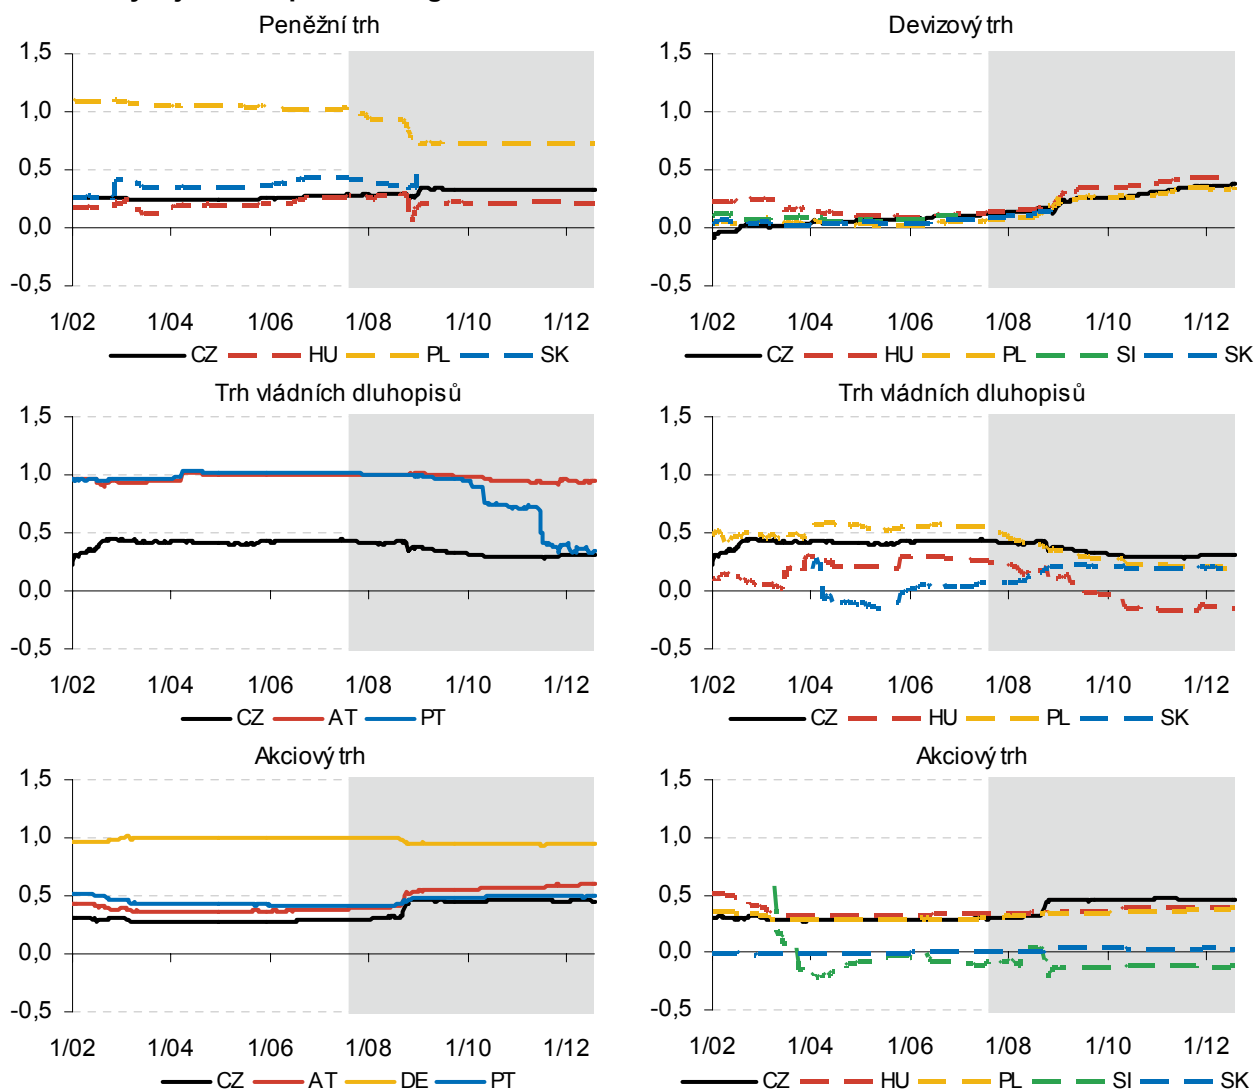 Peněžní trh
1,5
1,0
0,5
0,0
-0,5
1/02 1/04 1/06 1/08 1/10 1/12
CZ HU PL SK
Devizový trh
1,5
1,0
0,5
0,0
-0,5
1/02 1/04 1/06 1/08 1/10 1/12
CZ HU PL SI SK
Trh vládních dluhopisů
1,5
1,0
0,5
0,0
-0,5
1/02 1/04 1/06 1/08 1/10 1/12
CZ AT PT
Trh vládních dluhopisů
1,5
1,0
0,5
0,0
-0,5
1/02 1/04 1/06 1/08 1/10 1/12
CZ HU PL SK
Akciový trh
1,5
1,0
0,5
0,0
-0,5
1/02 1/04 1/06 1/08 1/10 1/12
CZ AT DE PT
Akciový trh
1,5
1,0
0,5
0,0
-0,5
1/02 1/04 1/06 1/08 1/10 1/12
CZ HU PL SI SK